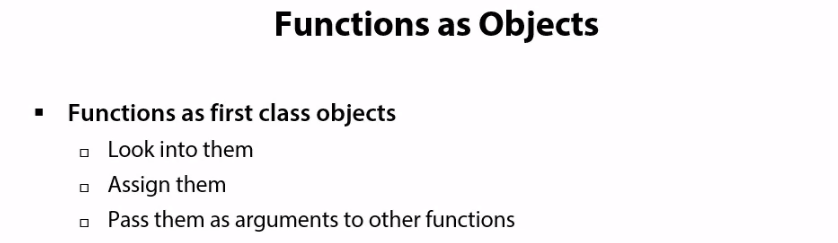 Functions as Objects
Functions as first class objects
Look into them
Assign them
Pass them as arguments to other functions